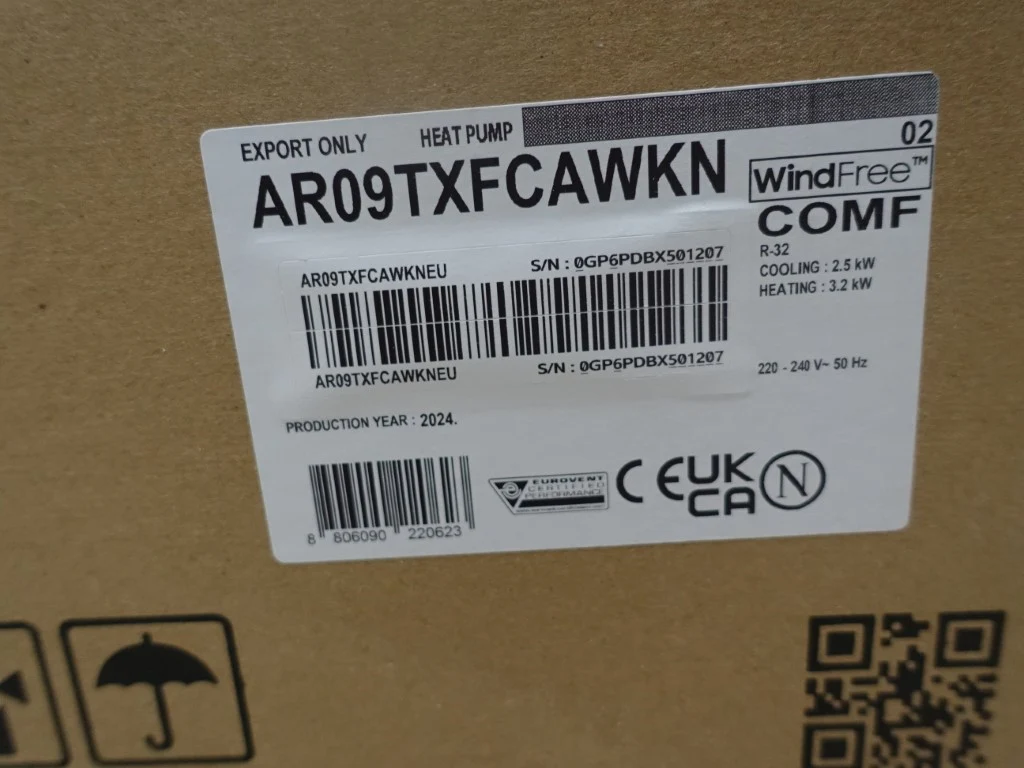 EXPORT ONLY HEAT PUMP
02
AR09TXFCAWKN
WindFree™
COMF
R-32
COOLING : 2.5 kW
HEATING : 3.2 kW
AR09TXFCAWKNEU S/N : 0GP6PDBX501207
AR09TXFCAWKNEU S/N : 0GP6PDBX501207
220 - 240 V~ 50 Hz
PRODUCTION YEAR : 2024.
EUROVENT
CERTIFIED
PERFORMANCE
CE UK
CA
N
8 806090 220623